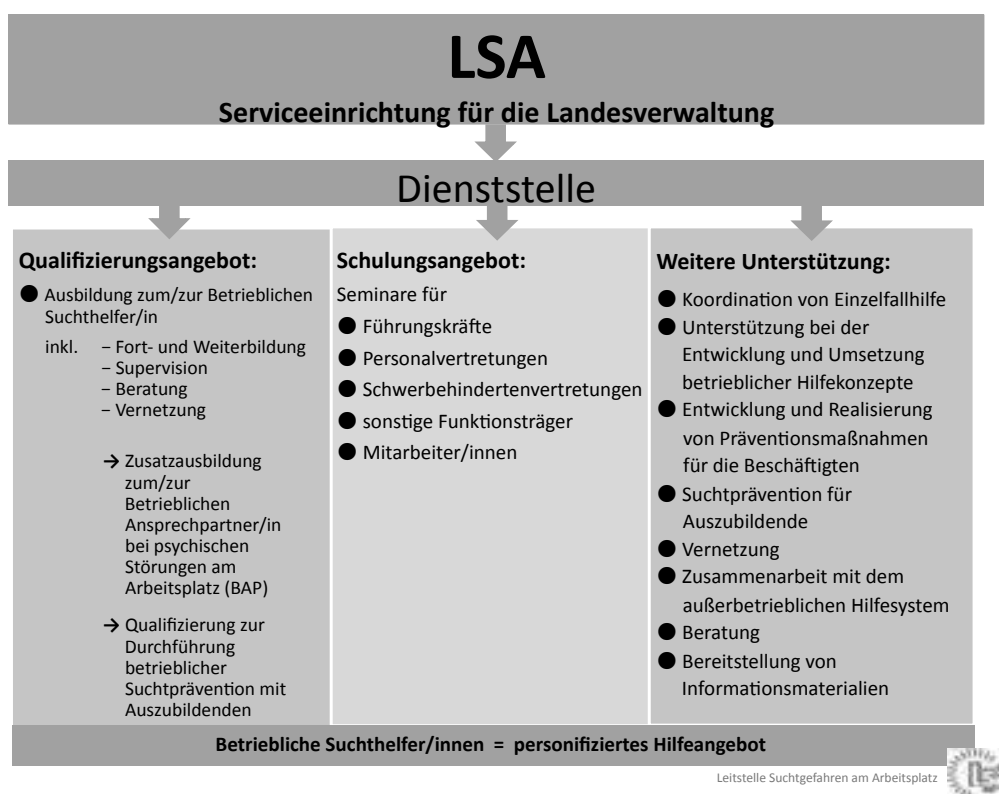 LSA
Serviceeinrichtung für die Landesverwaltung
Dienststelle
Qualifizierungsangebot:
● Ausbildung zum/zur Betrieblichen
Suchthelfer/in
inkl. – Fort- und Weiterbildung
– Supervision
– Beratung
– Vernetzung
→ Zusatzausbildung
zum/zur
Betrieblichen
Ansprechpartner/in
bei psychischen
Störungen am
Arbeitsplatz (BAP)
→ Qualifizierung zur
Durchführung
betrieblicher
Suchtprävention mit
Auszubildenden
Schulungsangebot:
Seminare für
● Führungskräfte
● Personalvertretungen
● Schwerbehindertenvertretungen
● sonstige Funktionsträger
● Mitarbeiter/innen
Weitere Unterstützung:
● Koordination von Einzelfallhilfe
● Unterstützung bei der
Entwicklung und Umsetzung
betrieblicher Hilfekonzepte
● Entwicklung und Realisierung
von Präventionsmaßnahmen
für die Beschäftigten
● Suchtprävention für
Auszubildende
● Vernetzung
● Zusammenarbeit mit dem
außerbetrieblichen Hilfesystem
● Beratung
● Bereitstellung von
Informationsmaterialien
Betriebliche Suchthelfer/innen = personifiziertes Hilfeangebot
Leitstelle Suchtgefahren am Arbeitsplatz